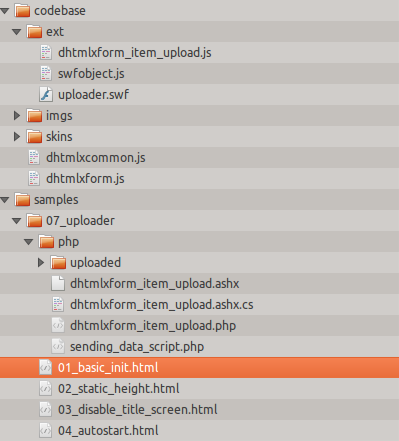 codebase
ext
dhtmlxform_item_upload.js
swfobject.js
uploader.swf
imgs
skins
dhtmlxcommon.js
dhtmlxform.js
samples
07_uploader
php
uploaded
dhtmlxform_item_upload.ashx
dhtmlxform_item_upload.ashx.cs
dhtmlxform_item_upload.php
sending_data_script.php
01_basic_init.html
02_static_height.html
03_disable_title_screen.html
04_autostart.html